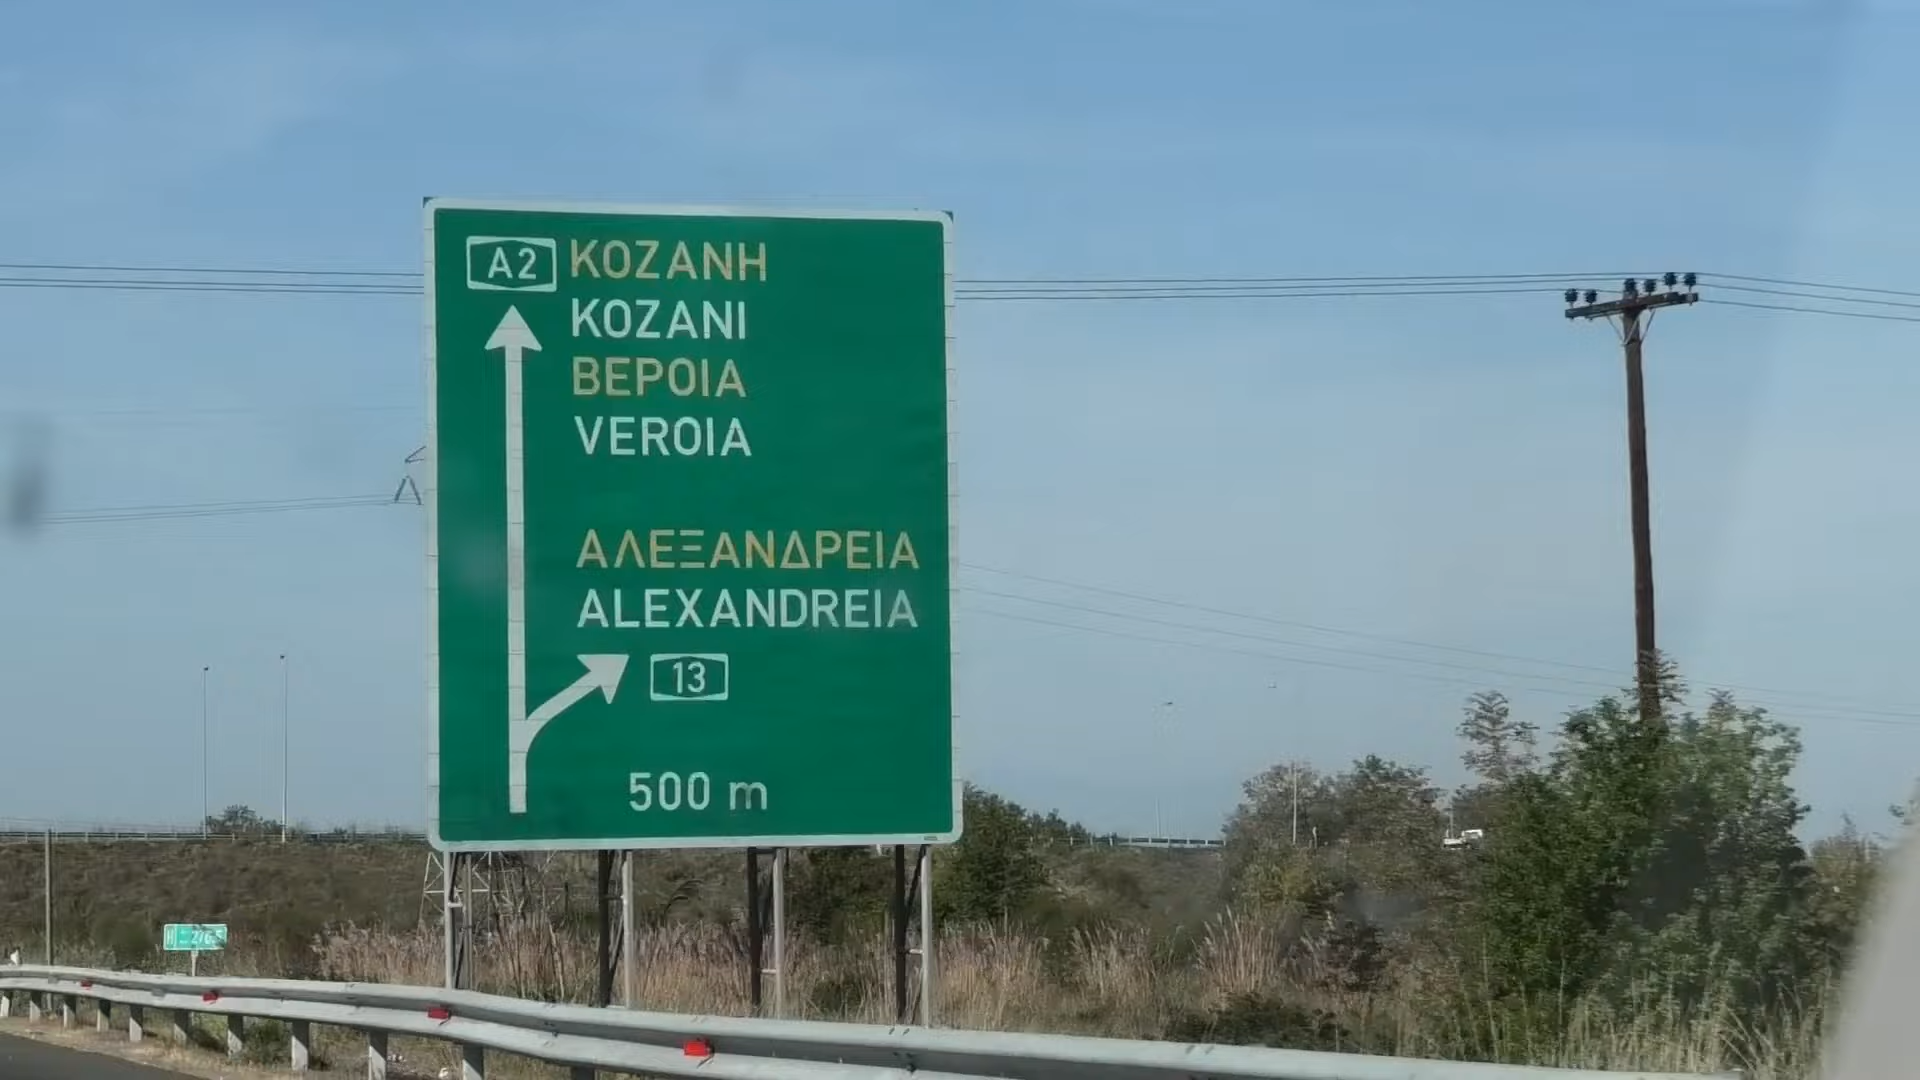 A2 ΚΟΖΑΝΗ
KOZANI
ΒΕΡΟΙΑ
VEROIA
ΑΛΕΞΑΝΔΡΕΙΑ
ALEXANDREIA
13
500 m